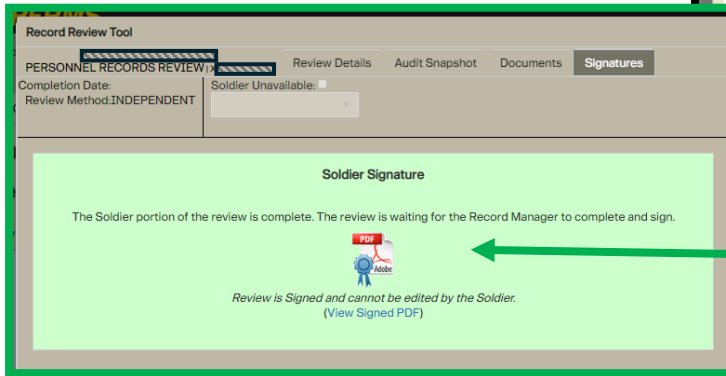 Record Review Tool
PERSONNEL RECORDS REVIEW
Review Details Audit Snapshot Documents Signatures
Completion Date:
Review Method:INDEPENDENT
Soldier Unavailable:
Soldier Signature
The Soldier portion of the review is complete. The review is waiting for the Record Manager to complete and sign.
PDF
Adobe
Review is Signed and cannot be edited by the Soldier.
(View Signed PDF)